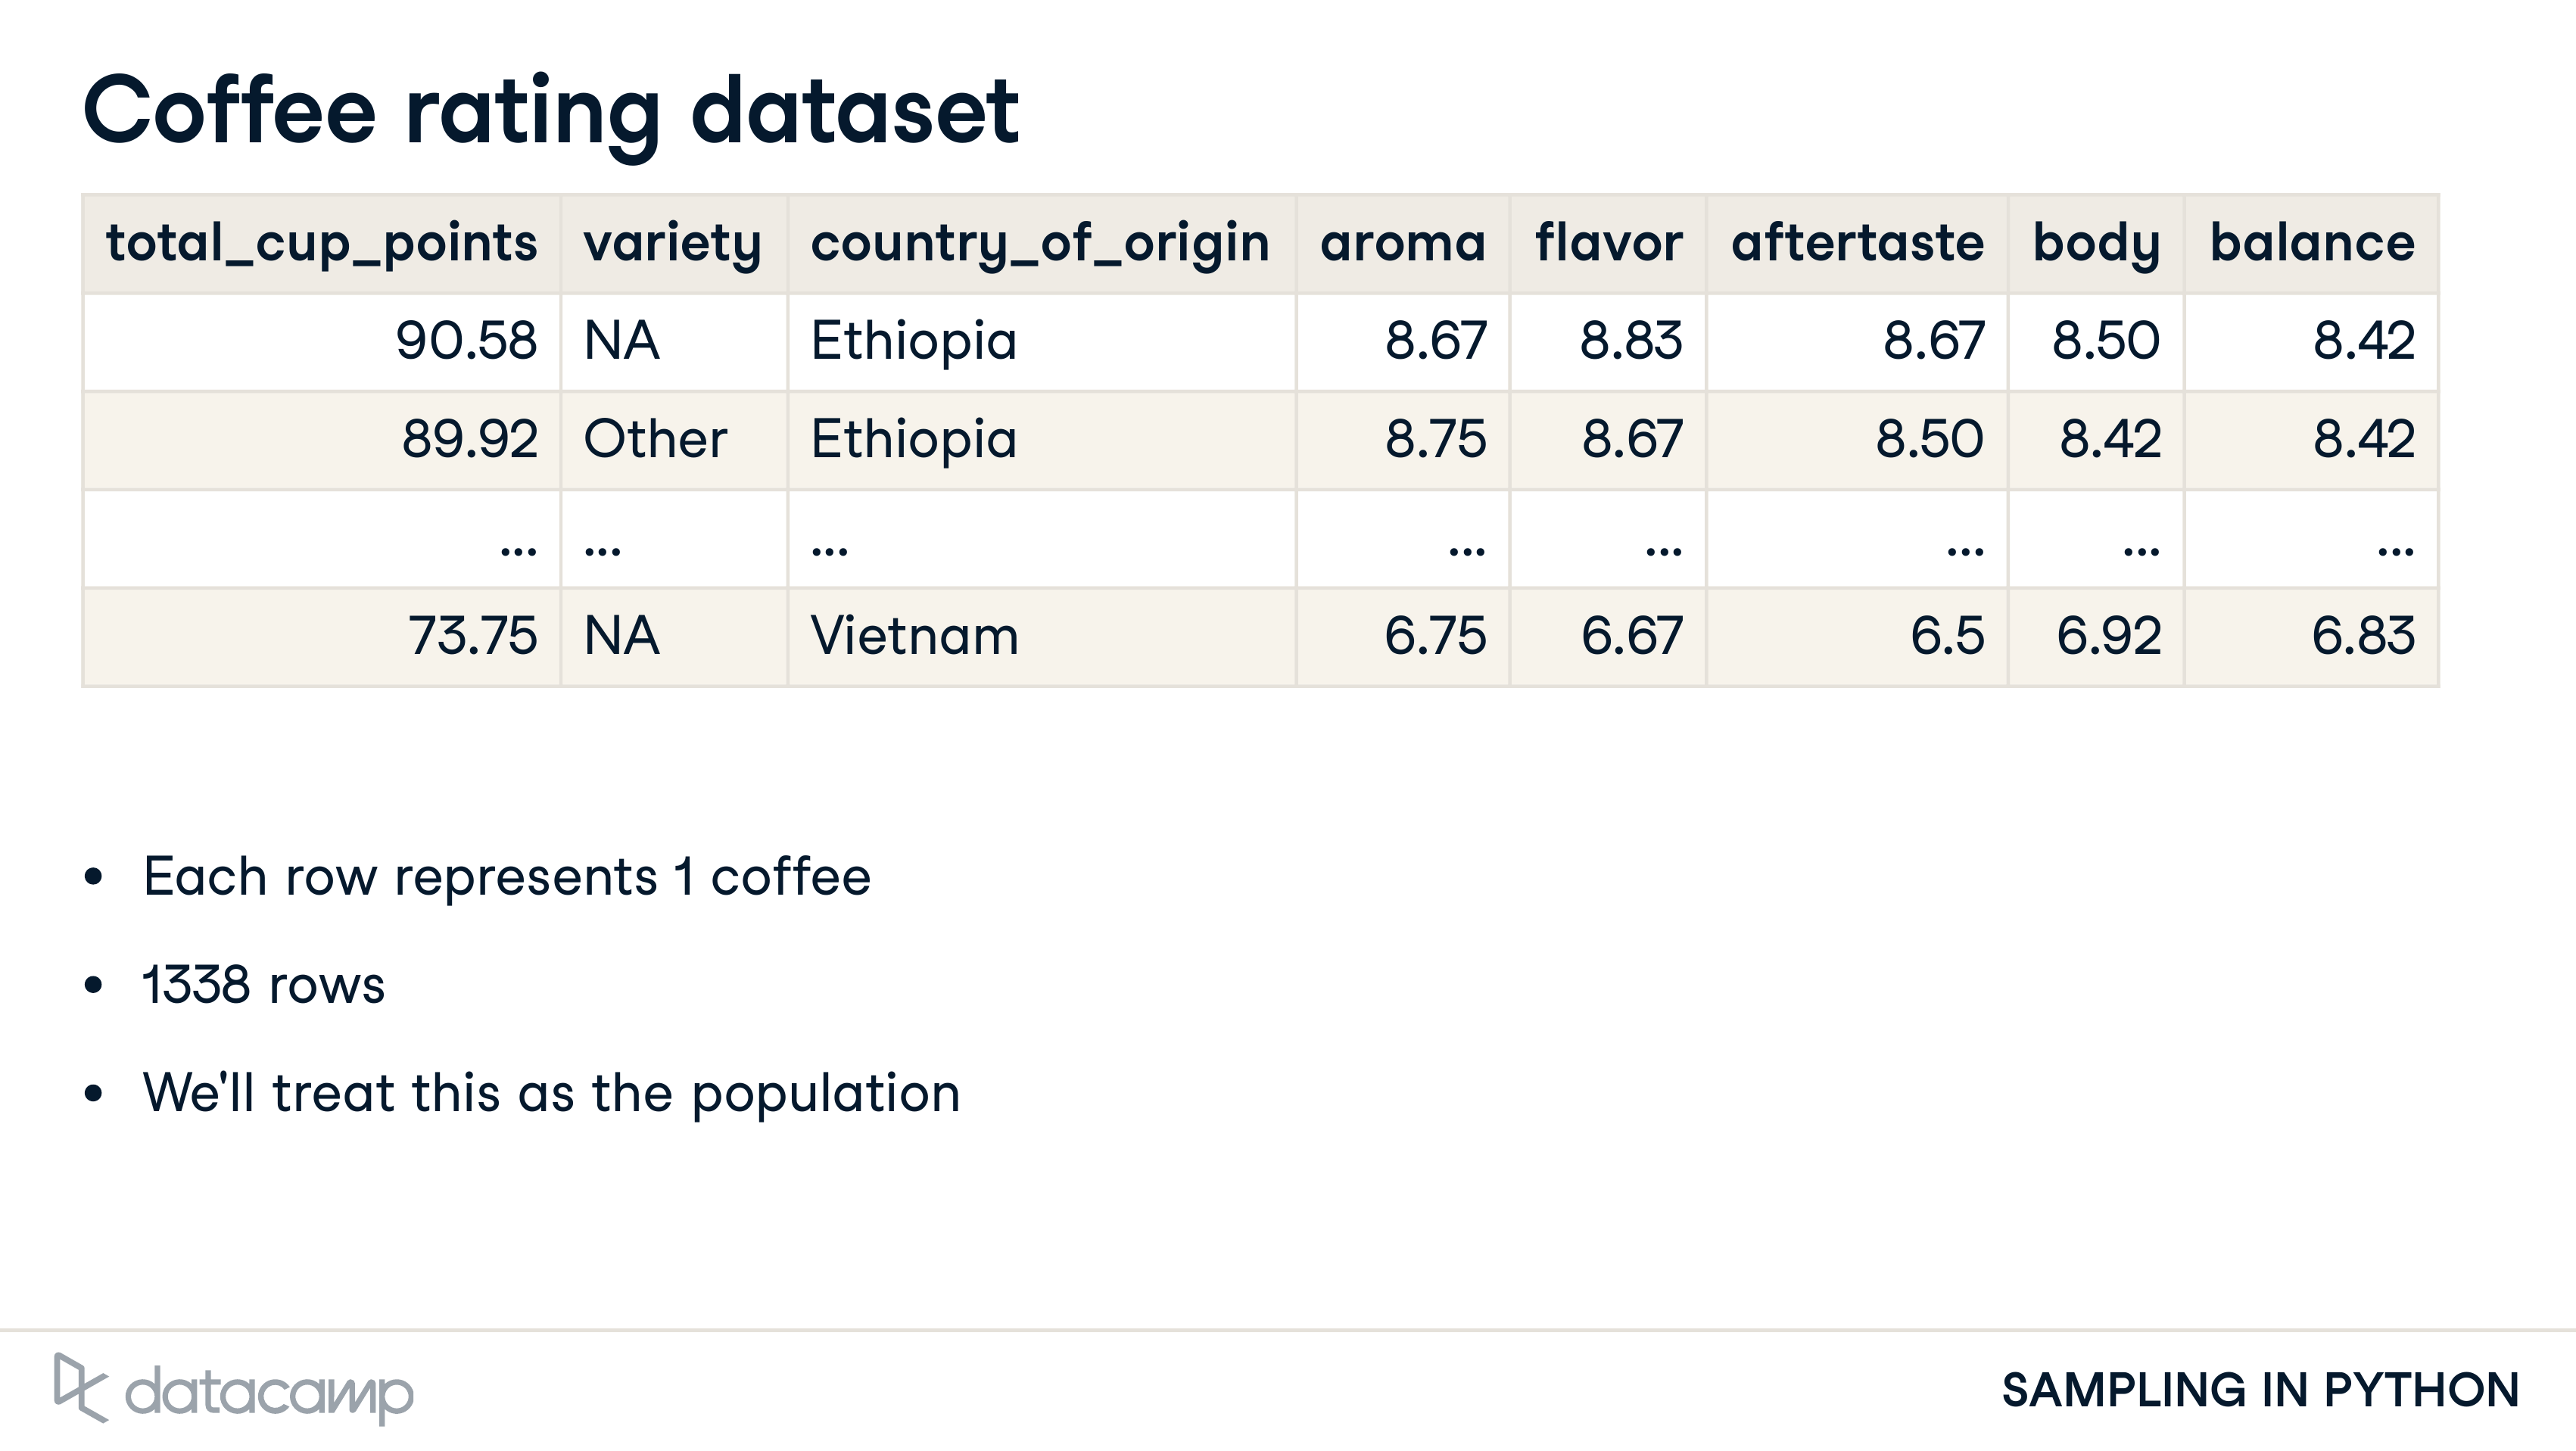 Coffee rating dataset
total_cup_points variety country_of_origin aroma flavor aftertaste body balance
90.58 NA Ethiopia 8.67 8.83 8.67 8.50 8.42
89.92 Other Ethiopia 8.75 8.67 8.50 8.42 8.42
... ... ... ... ... ... ... ...
73.75 NA Vietnam 6.75 6.67 6.5 6.92 6.83
• Each row represents 1 coffee
• 1338 rows
• We'll treat this as the population
datacamp
SAMPLING IN PYTHON